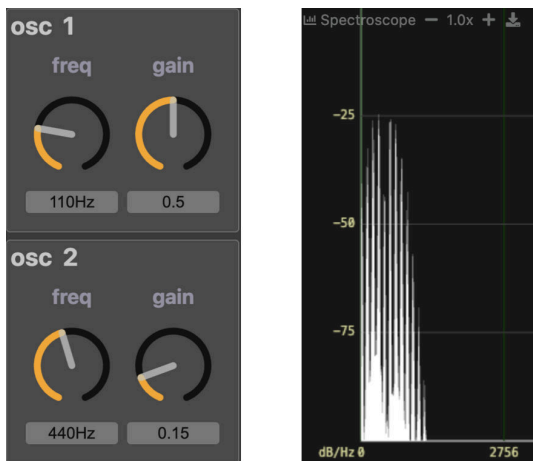 osc 1
freq gain
110Hz 0.5
osc 2
freq gain
440Hz 0.15
Spectroscope − 1.0x +
−25
−50
−75
dB/Hz 0 2756